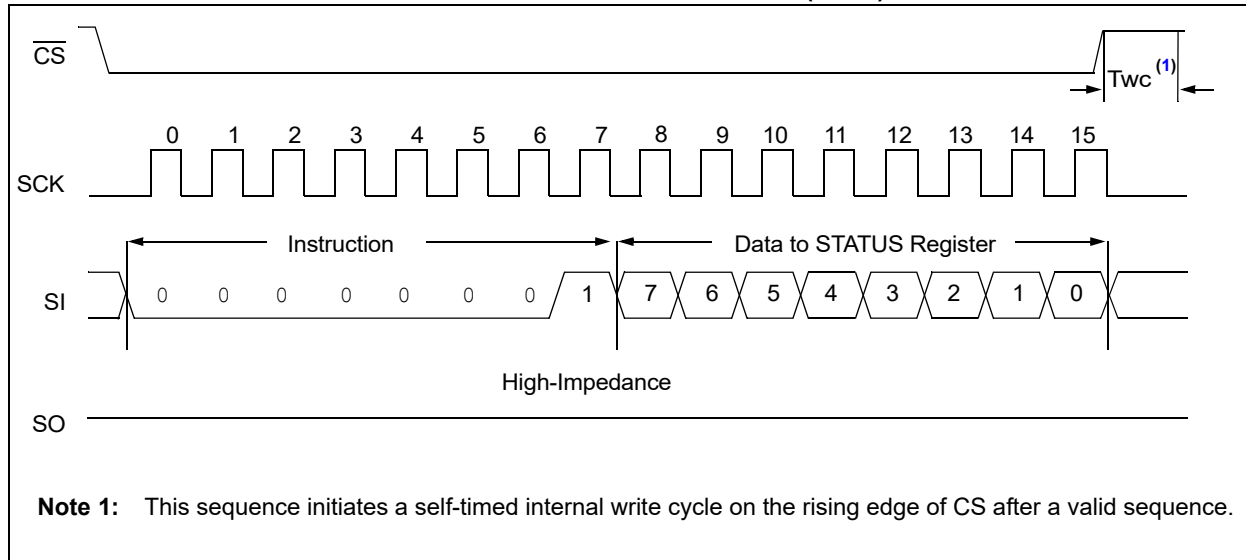 CS
Twc (1)
0 1 2 3 4 5 6 7 8 9 10 11 12 13 14 15
SCK
Instruction
Data to STATUS Register
SI
0 0 0 0 0 0 0 1 7 6 5 4 3 2 1 0
High-Impedance
SO
Note 1: This sequence initiates a self-timed internal write cycle on the rising edge of CS after a valid sequence.